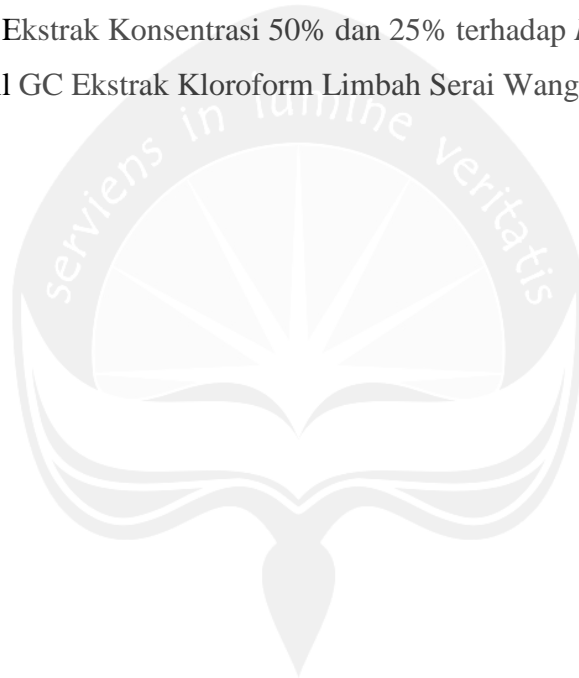 Ekstrak Konsentrasi 50% dan 25% terhadap
GC Ekstrak Kloroform Limbah Serai Wang
serviens in lumine veritatis